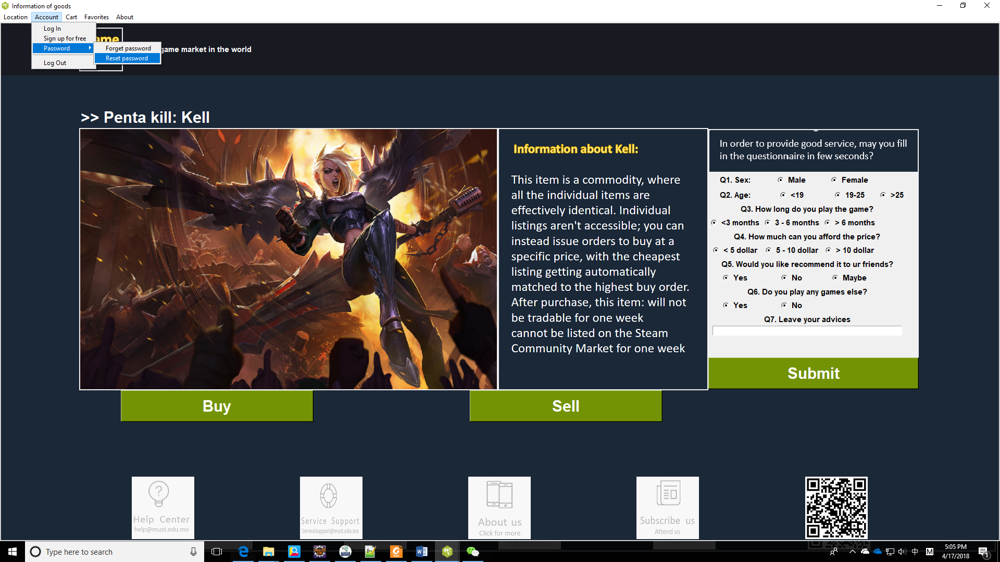 Information of goods
Location Account Cart Favorites About
Log In
Sign up for free
Password
Log Out
Forget password
Reset password
game market in the world
>> Penta kill: Kell
Information about Kell:
This item is a commodity, where
all the individual items are
effectively identical. Individual
listings aren't accessible; you can
instead issue orders to buy at a
specific price, with the cheapest
listing getting automatically
matched to the highest buy order.
After purchase, this item: will not
be tradable for one week
cannot be listed on the Steam
Community Market for one week
In order to provide good service, may you fill
in the questionnaire in few seconds?
Q1. Sex: Male Female
Q2. Age: <19 19-25 >25
Q3. How long do you play the game?
<3 months 3 - 6 months > 6 months
Q4. How much can you afford the price?
< 5 dollar 5 - 10 dollar > 10 dollar
Q5. Would you like recommend it to ur friends?
Yes No Maybe
Q6. Do you play any games else?
Yes No
Q7. Leave your advices
Submit
Buy
Sell
Help Center
help@must.edu.mo
Service Support
ServiceSupport@must.edu.mo
About us
Click for more
Subscribe us
Attend us
Type here to search
中
M
5:05 PM
4/17/2018
1